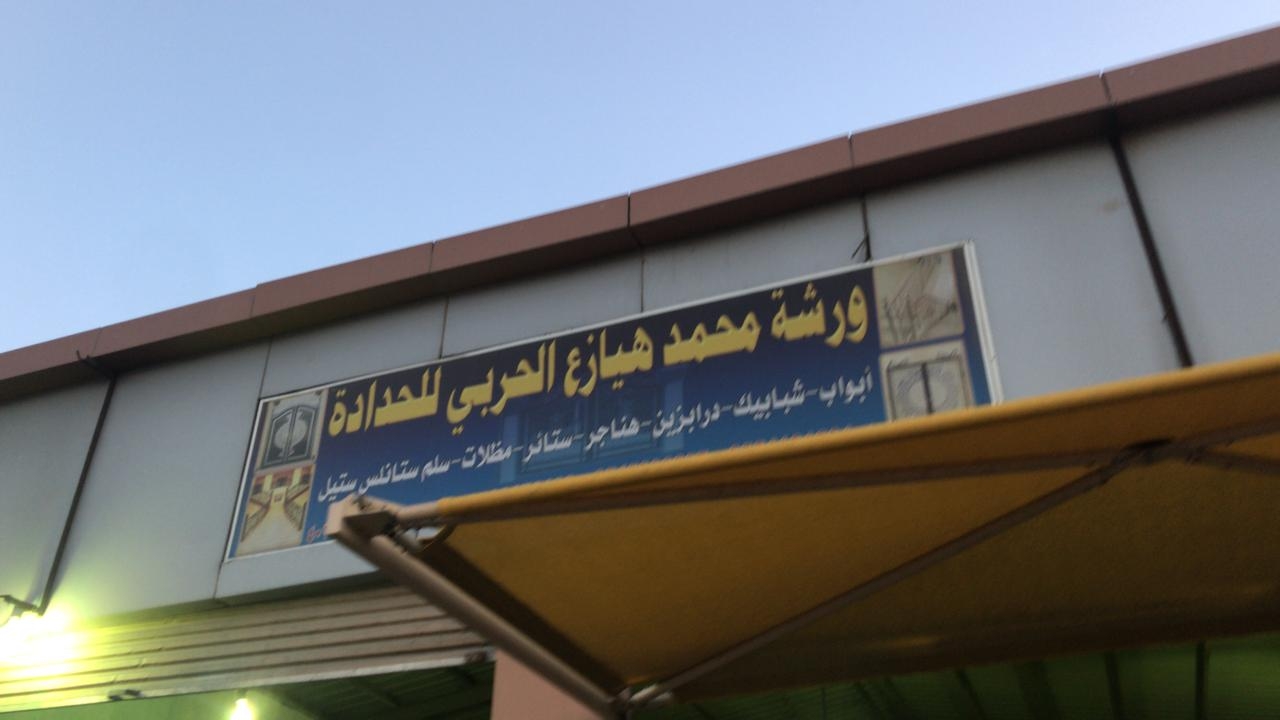 ورشة محمد هيازع الحربي للحدادة
أبواب-شبابيك-درابزين-هناجر-ستائر-مظلات-سلم ستانلس ستيل